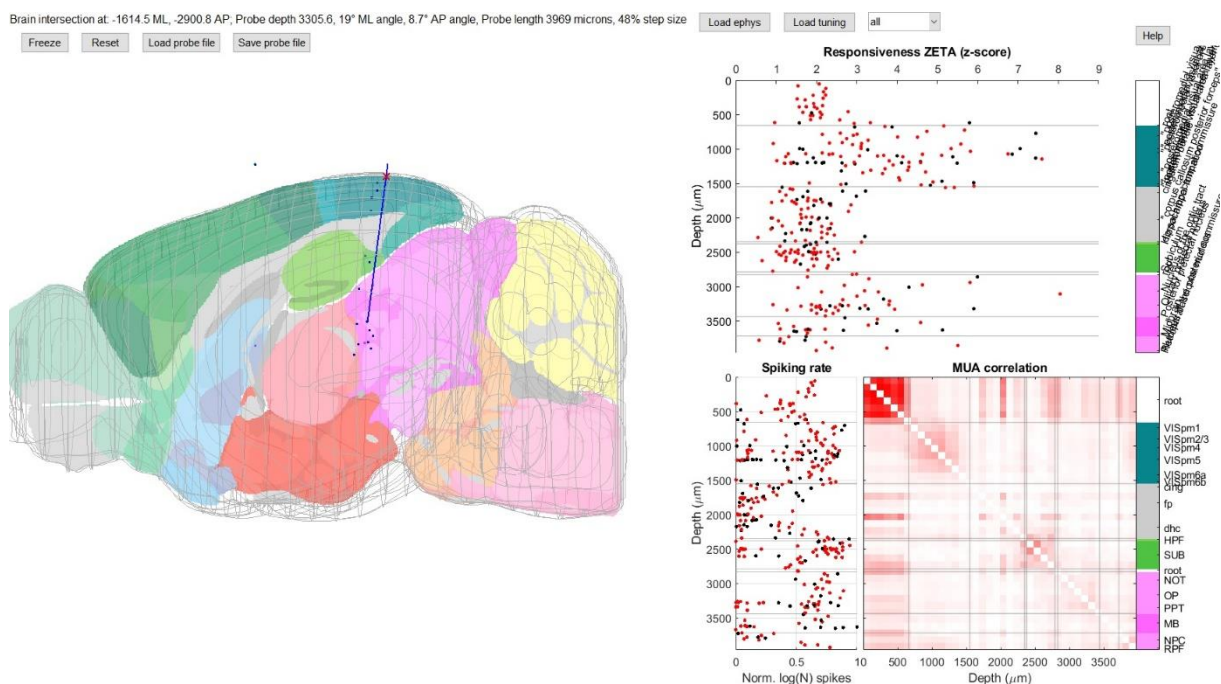 Brain intersection at: -1614.5 ML, -2900.8 AP; Probe depth 3305.6, 19° ML angle, 8.7° AP angle, Probe length 3969 microns, 48% step size
Load ephys Load tuning all
Freeze Reset Load probe file Save probe file
Help
Responsiveness ZETA (z-score)
0 1 2 3 4 5 6 7 8 9
0
500
1000
1500
2000
2500
3000
3500
Depth (μm)
Spiking rate
0
500
1000
1500
2000
2500
3000
3500
Depth (μm)
0 0.5 1
Norm. log(N) spikes
MUA correlation
0 500 1000 1500 2000 2500 3000 3500
Depth (μm)
root
VISpm1
VISpm2/3
VISpm4
VISpm5
VISpm6a
VISpm6b
cing
fp
dhc
HPF
SUB
root
NOT
OP
PPT
MB
NPC
RPF